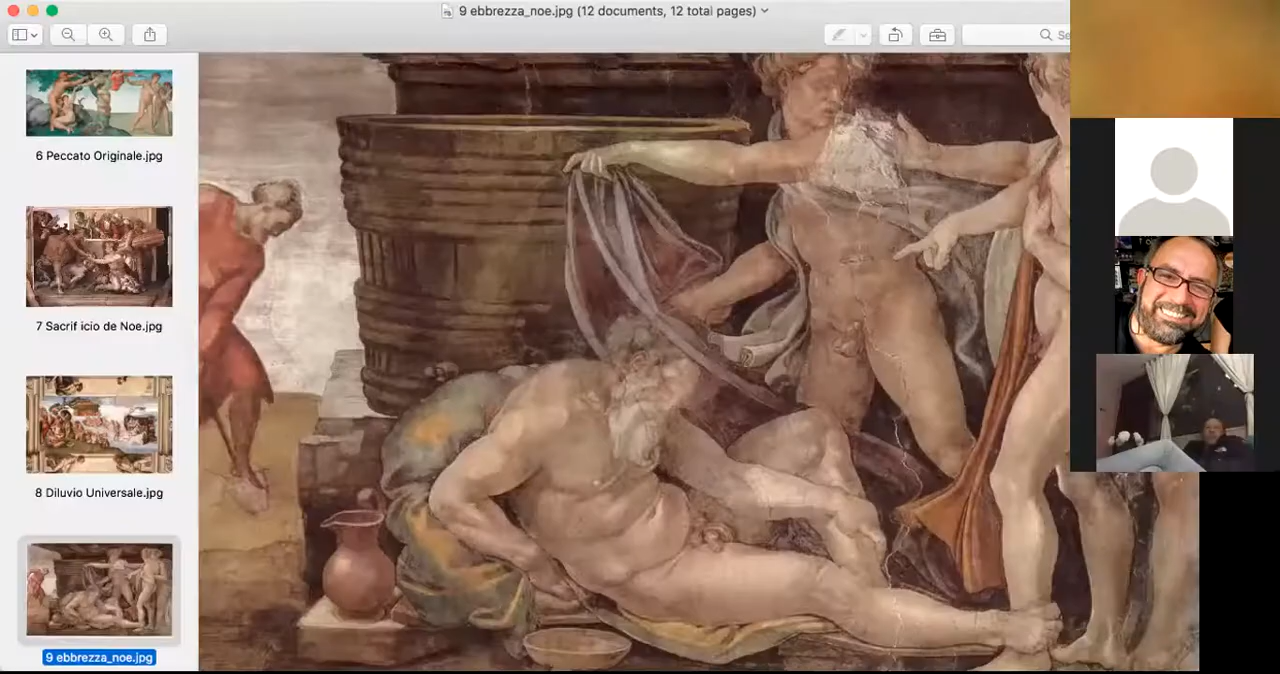 9 ebbrezza_noe.jpg (12 documents, 12 total pages)
Se
6 Peccato Originale.jpg
7 Sacrif icio de Noe.jpg
8 Diluvio Universale.jpg
9 ebbrezza_noe.jpg